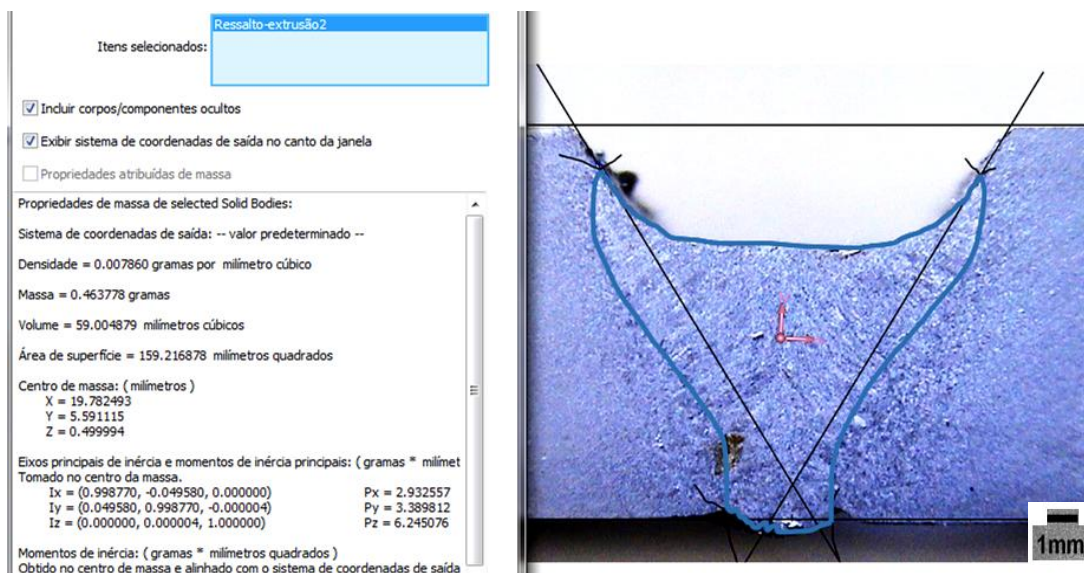 Ressalto-extrusão2
Itens selecionados:
Incluir corpos/componentes ocultos
Exibir sistema de coordenadas de saída no canto da janela
Propriedades atribuídas de massa
Propriedades de massa de selected Solid Bodies:
Sistema de coordenadas de saída: -- valor predeterminado --
Densidade = 0.007860 gramas por milímetro cúbico
Massa = 0.463778 gramas
Volume = 59.004879 milímetros cúbicos
Área de superfície = 159.216878 milímetros quadrados
Centro de massa: ( milímetros )
X = 19.782493
Y = 5.591115
Z = 0.499994
Eixos principais de inércia e momentos de inércia principais: ( gramas * milímet
Tomado no centro da massa.
Ix = (0.998770, -0.049580, 0.000000) Px = 2.932557
Iy = (0.049580, 0.998770, -0.000004) Py = 3.389812
Iz = (0.000000, 0.000004, 1.000000) Pz = 6.245076
Momentos de inércia: ( gramas * milímetros quadrados )
Obtido no centro de massa e alinhado com o sistema de coordenadas de saída
1mm